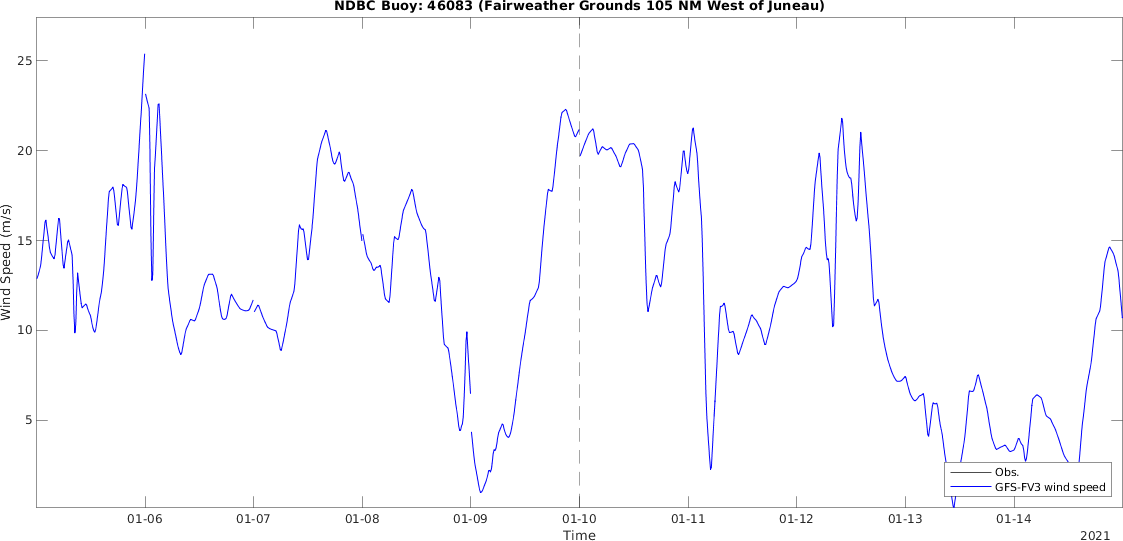 NDBC Buoy: 46083 (Fairweather Grounds 105 NM West of Juneau)
Wind Speed (m/s)
25
20
15
10
5
Obs.
GFS-FV3 wind speed
01-06 01-07 01-08 01-09 01-10 01-11 01-12 01-13 01-14
Time
2021